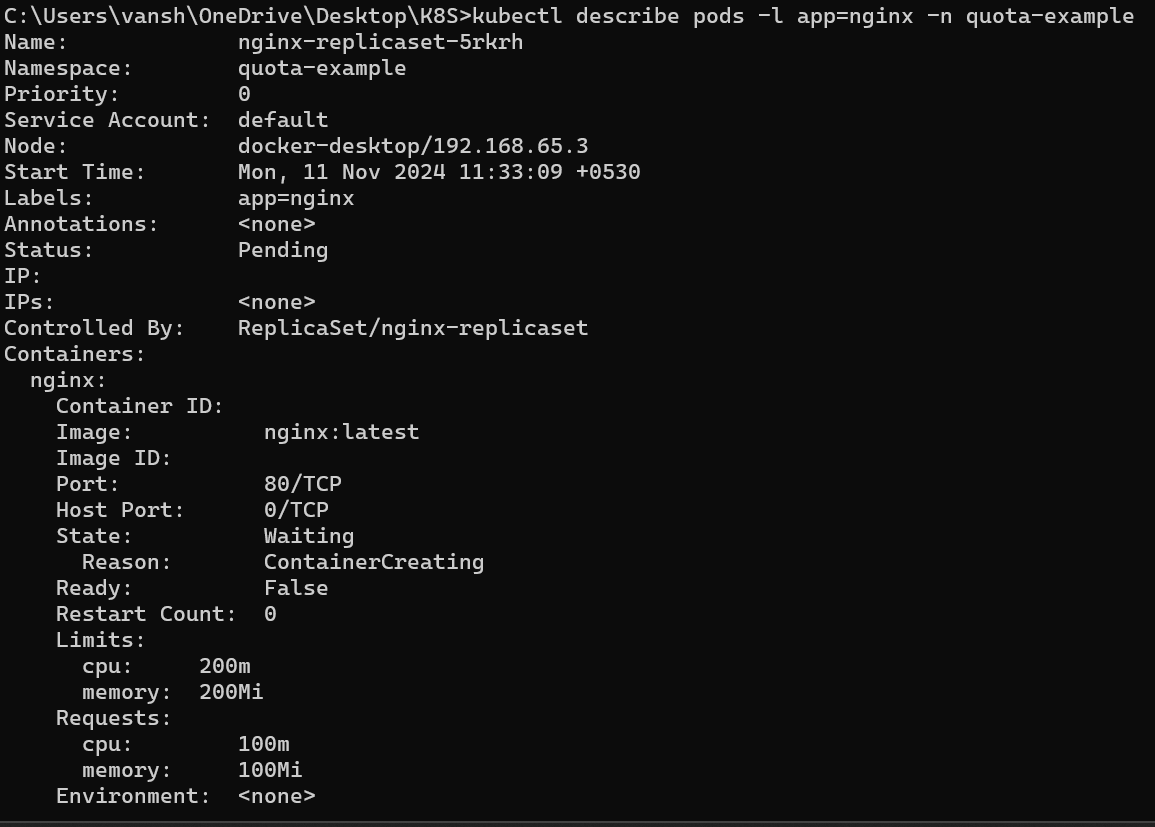 C:\Users\vansh\OneDrive\Desktop\K8S>kubectl describe pods -l app=nginx -n quota-example
Name:             nginx-replicaset-5rkrh
Namespace:        quota-example
Priority:         0
Service Account:  default
Node:             docker-desktop/192.168.65.3
Start Time:       Mon, 11 Nov 2024 11:33:09 +0530
Labels:           app=nginx
Annotations:      <none>
Status:           Pending
IP:
IPs:              <none>
Controlled By:    ReplicaSet/nginx-replicaset
Containers:
  nginx:
    Container ID:
    Image:          nginx:latest
    Image ID:
    Port:           80/TCP
    Host Port:      0/TCP
    State:          Waiting
      Reason:       ContainerCreating
    Ready:          False
    Restart Count:  0
    Limits:
      cpu:     200m
      memory:  200Mi
    Requests:
      cpu:        100m
      memory:     100Mi
    Environment:  <none>